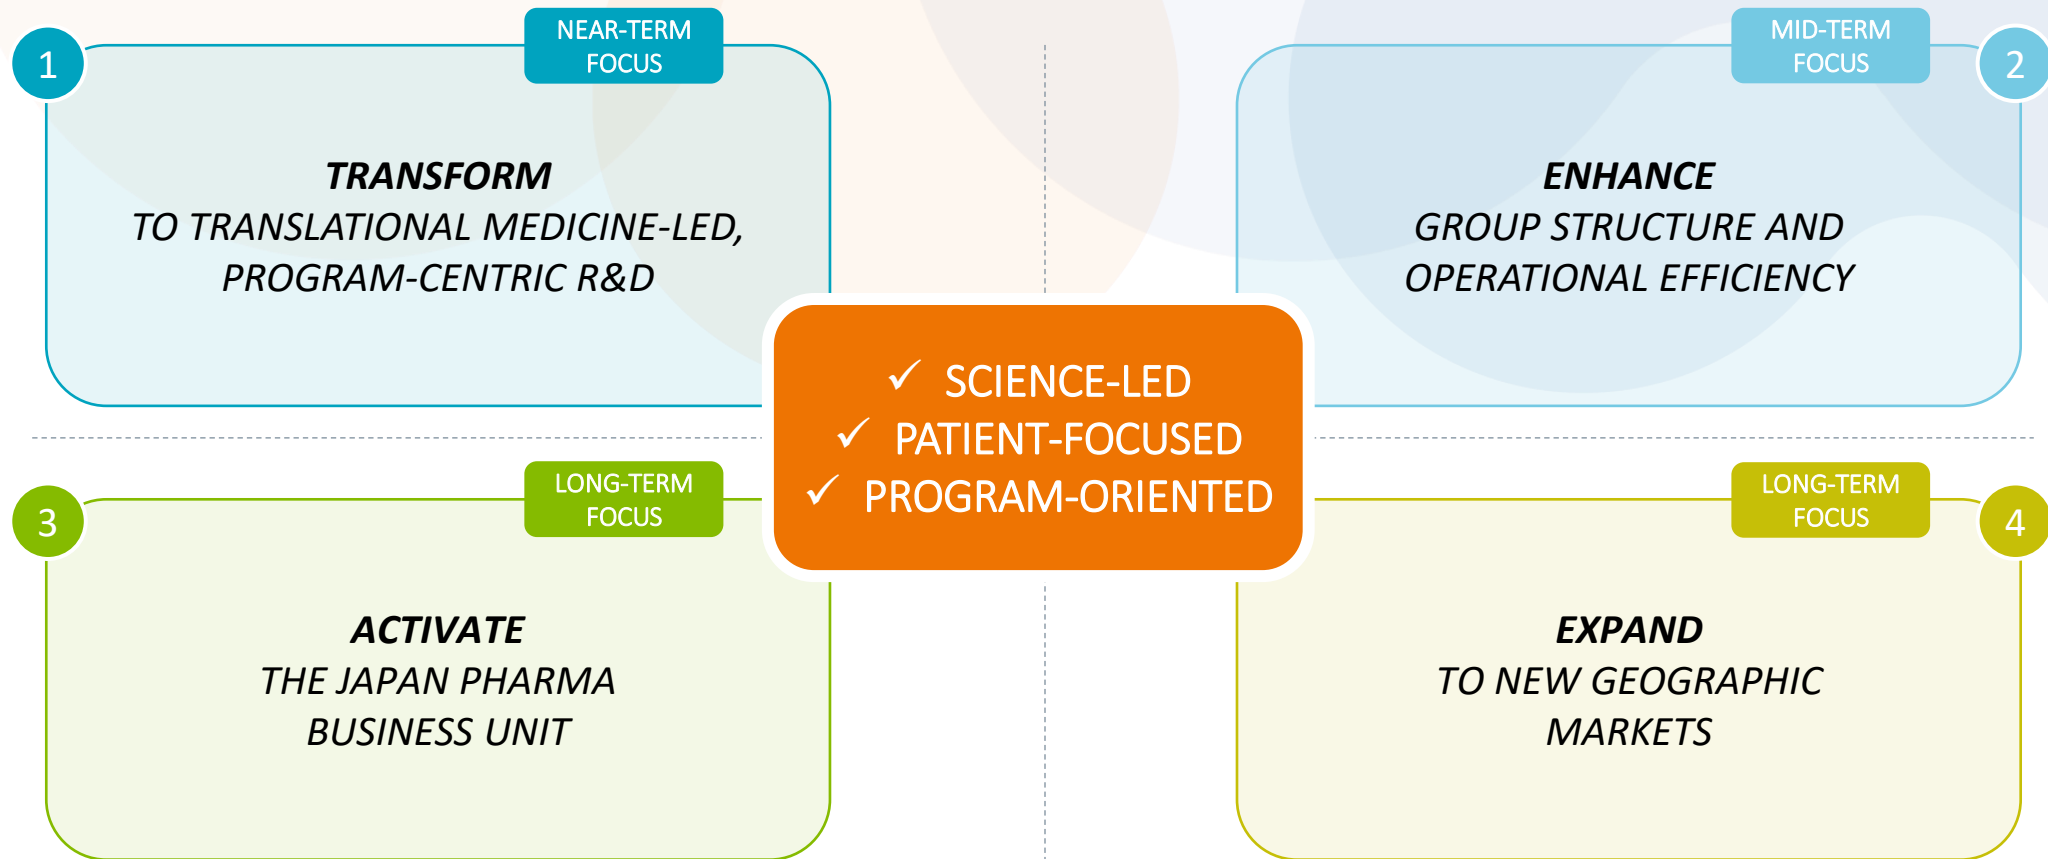 1
NEAR-TERM
FOCUS
TRANSFORM
TO TRANSLATIONAL MEDICINE-LED,
PROGRAM-CENTRIC R&D
MID-TERM
FOCUS
2
ENHANCE
GROUP STRUCTURE AND
OPERATIONAL EFFICIENCY
✓ SCIENCE-LED
✓ PATIENT-FOCUSED
✓ PROGRAM-ORIENTED
3
LONG-TERM
FOCUS
ACTIVATE
THE JAPAN PHARMA
BUSINESS UNIT
LONG-TERM
FOCUS
4
EXPAND
TO NEW GEOGRAPHIC
MARKETS